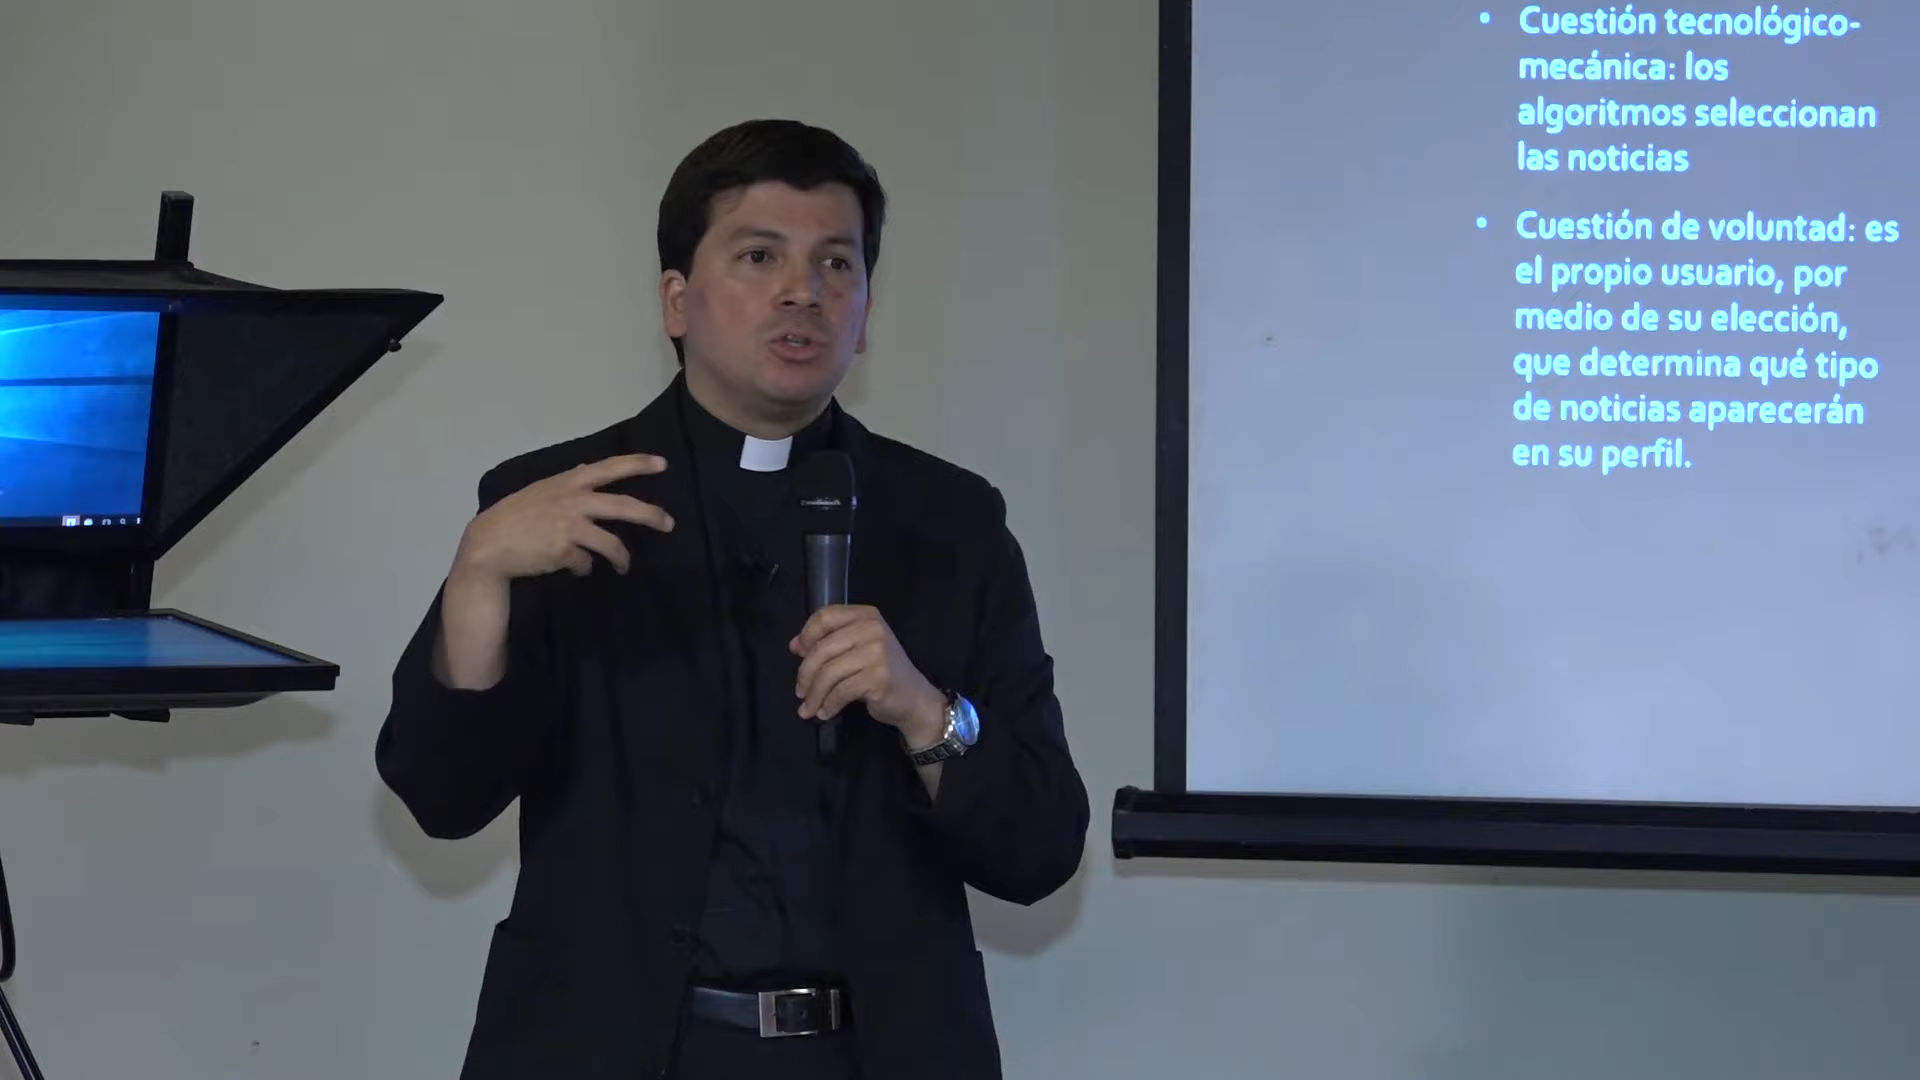 • Cuestión tecnológico-
mecánica: los
algoritmos seleccionan
las noticias
• Cuestión de voluntad: es
el propio usuario, por
medio de su elección,
que determina qué tipo
de noticias aparecerán
en su perfil.